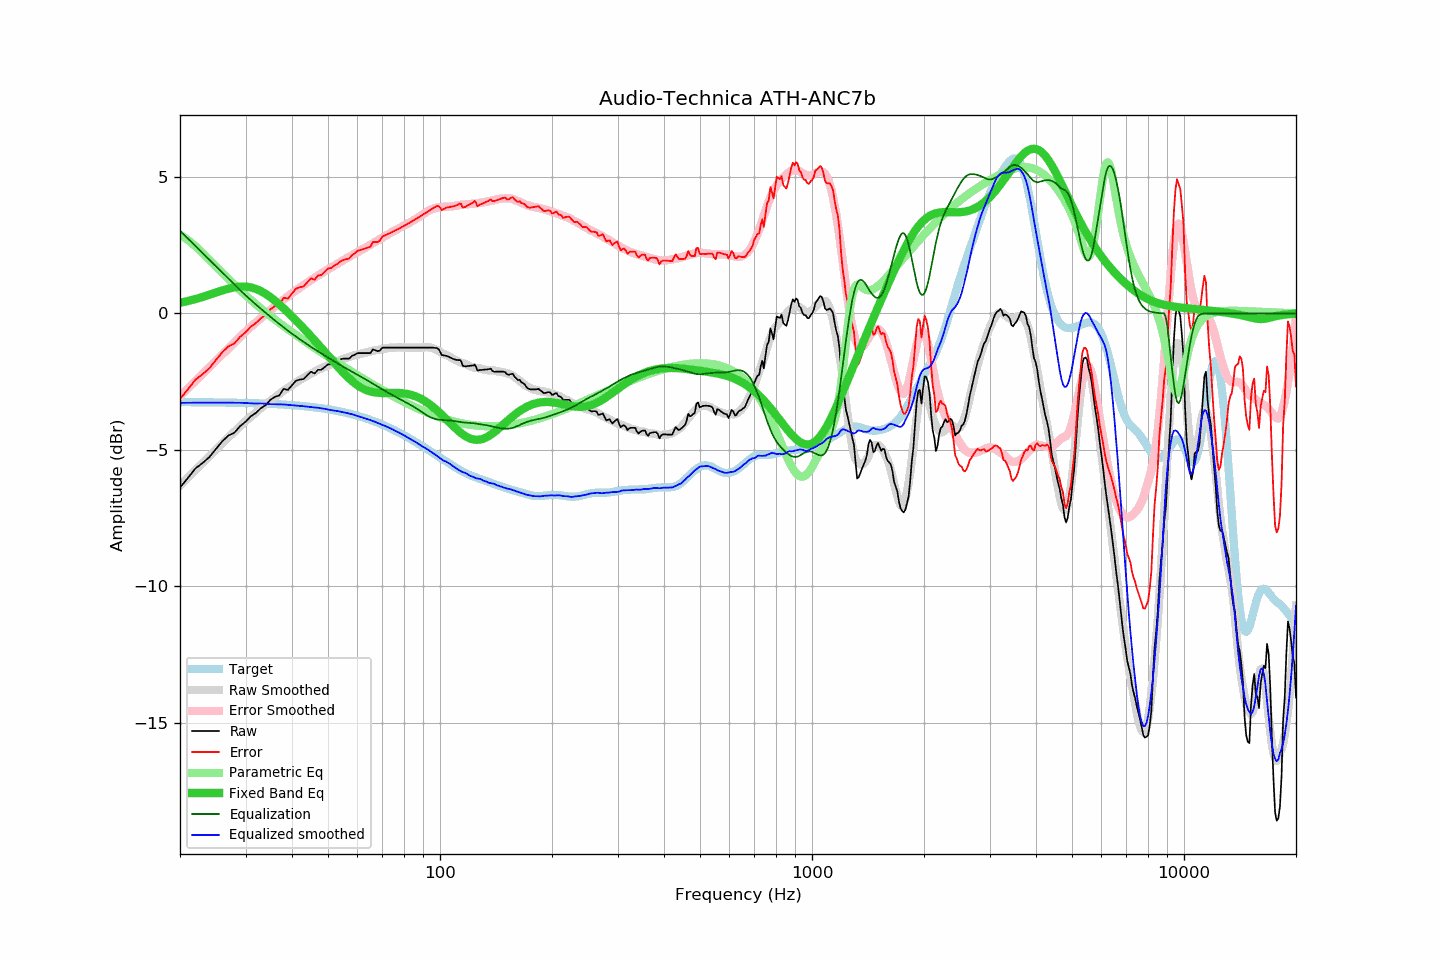 Audio-Technica ATH-ANC7b
5
0
−5
−10
−15
Amplitude (dBr)
Target
Raw Smoothed
Error Smoothed
Raw
Error
Parametric Eq
Fixed Band Eq
Equalization
Equalized smoothed
100
1000
10000
Frequency (Hz)